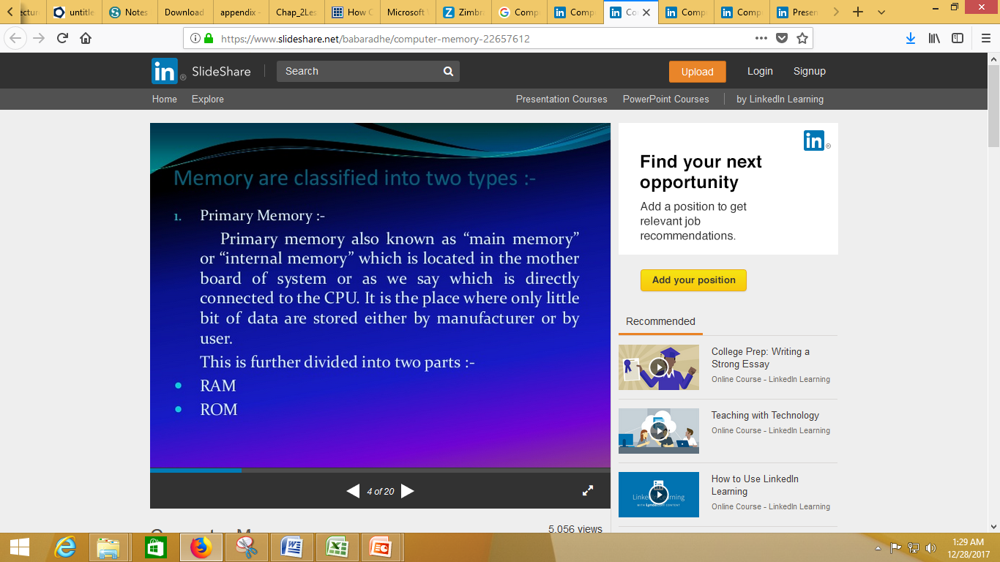 ectur
untitle
Notes
Download
appendix -
Chap_2Les
How C
Microsoft
Zimbra
Comp
Comp
Co
Comp
Comp
Presen
https://www.slideshare.net/babaradhe/computer-memory-22657612
in ® SlideShare
Search
Upload
Login
Signup
Home
Explore
Presentation Courses
PowerPoint Courses
by LinkedIn Learning
Memory are classified into two types :-
1. Primary Memory :-
Primary memory also known as “main memory”
or “internal memory” which is located in the mother
board of system or as we say which is directly
connected to the CPU. It is the place where only little
bit of data are stored either by manufacturer or by
user.
This is further divided into two parts :-
• RAM
• ROM
4 of 20
5,056 views
in ®
Find your next
opportunity
Add a position to get
relevant job
recommendations.
Add your position
Recommended
College Prep: Writing a
Strong Essay
Online Course - LinkedIn Learning
Teaching with Technology
Online Course - LinkedIn Learning
How to Use LinkedIn
Learning
Online Course - LinkedIn Learning
1:29 AM
12/28/2017